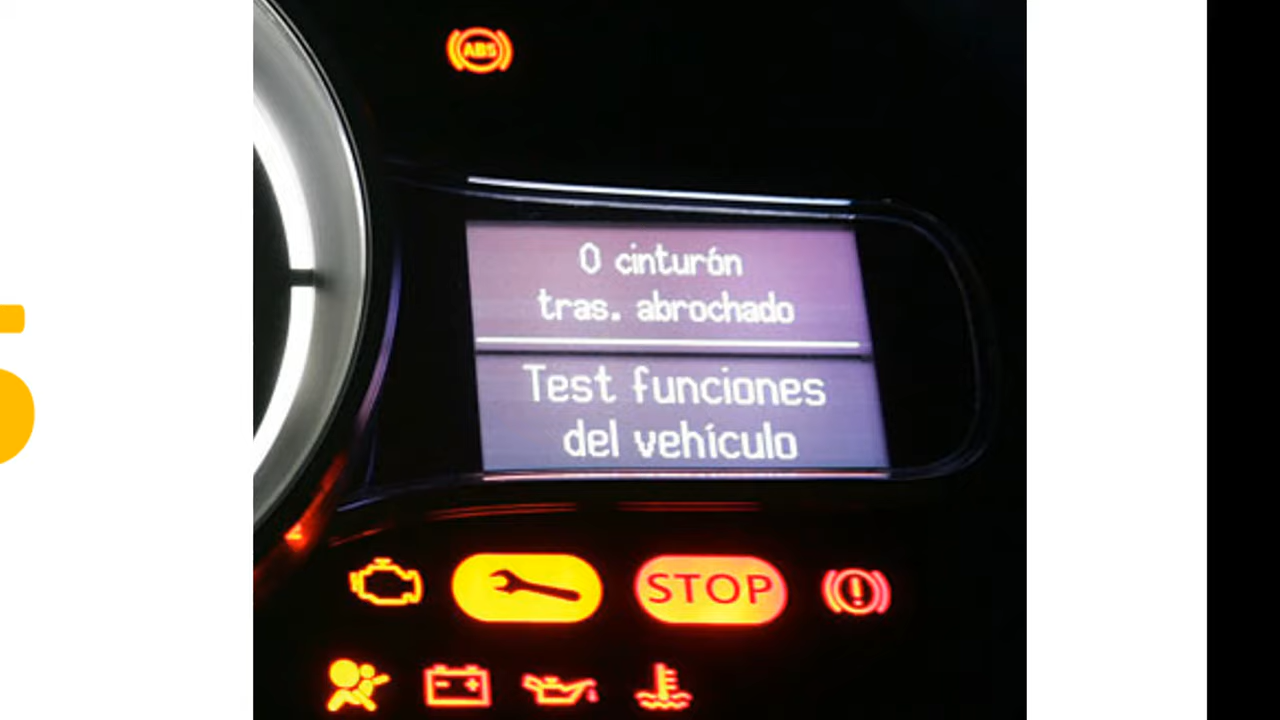 ABS
0 cinturón
tras. abrochado
Test funciones
del vehículo
STOP